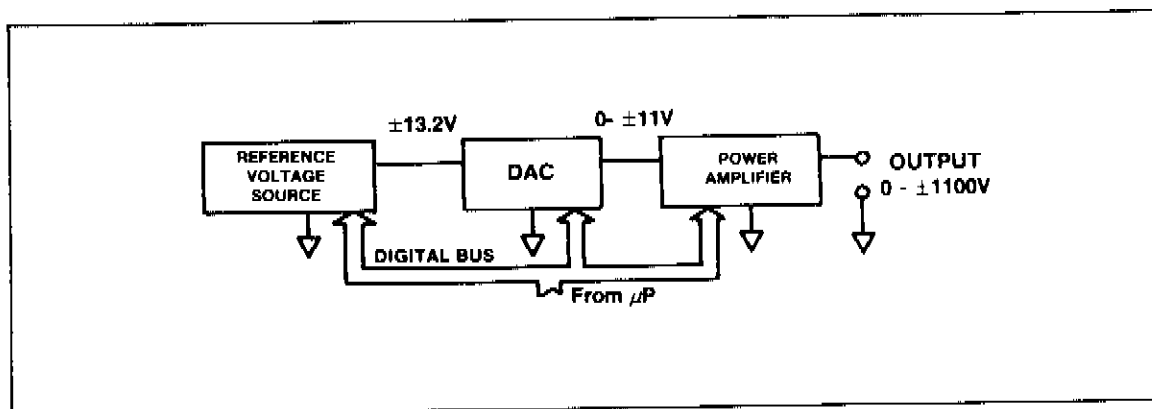 ±13.2V
0- ±11V
REFERENCE
VOLTAGE
SOURCE
DAC
POWER
AMPLIFIER
OUTPUT
0 - ±1100V
DIGITAL BUS
From µP